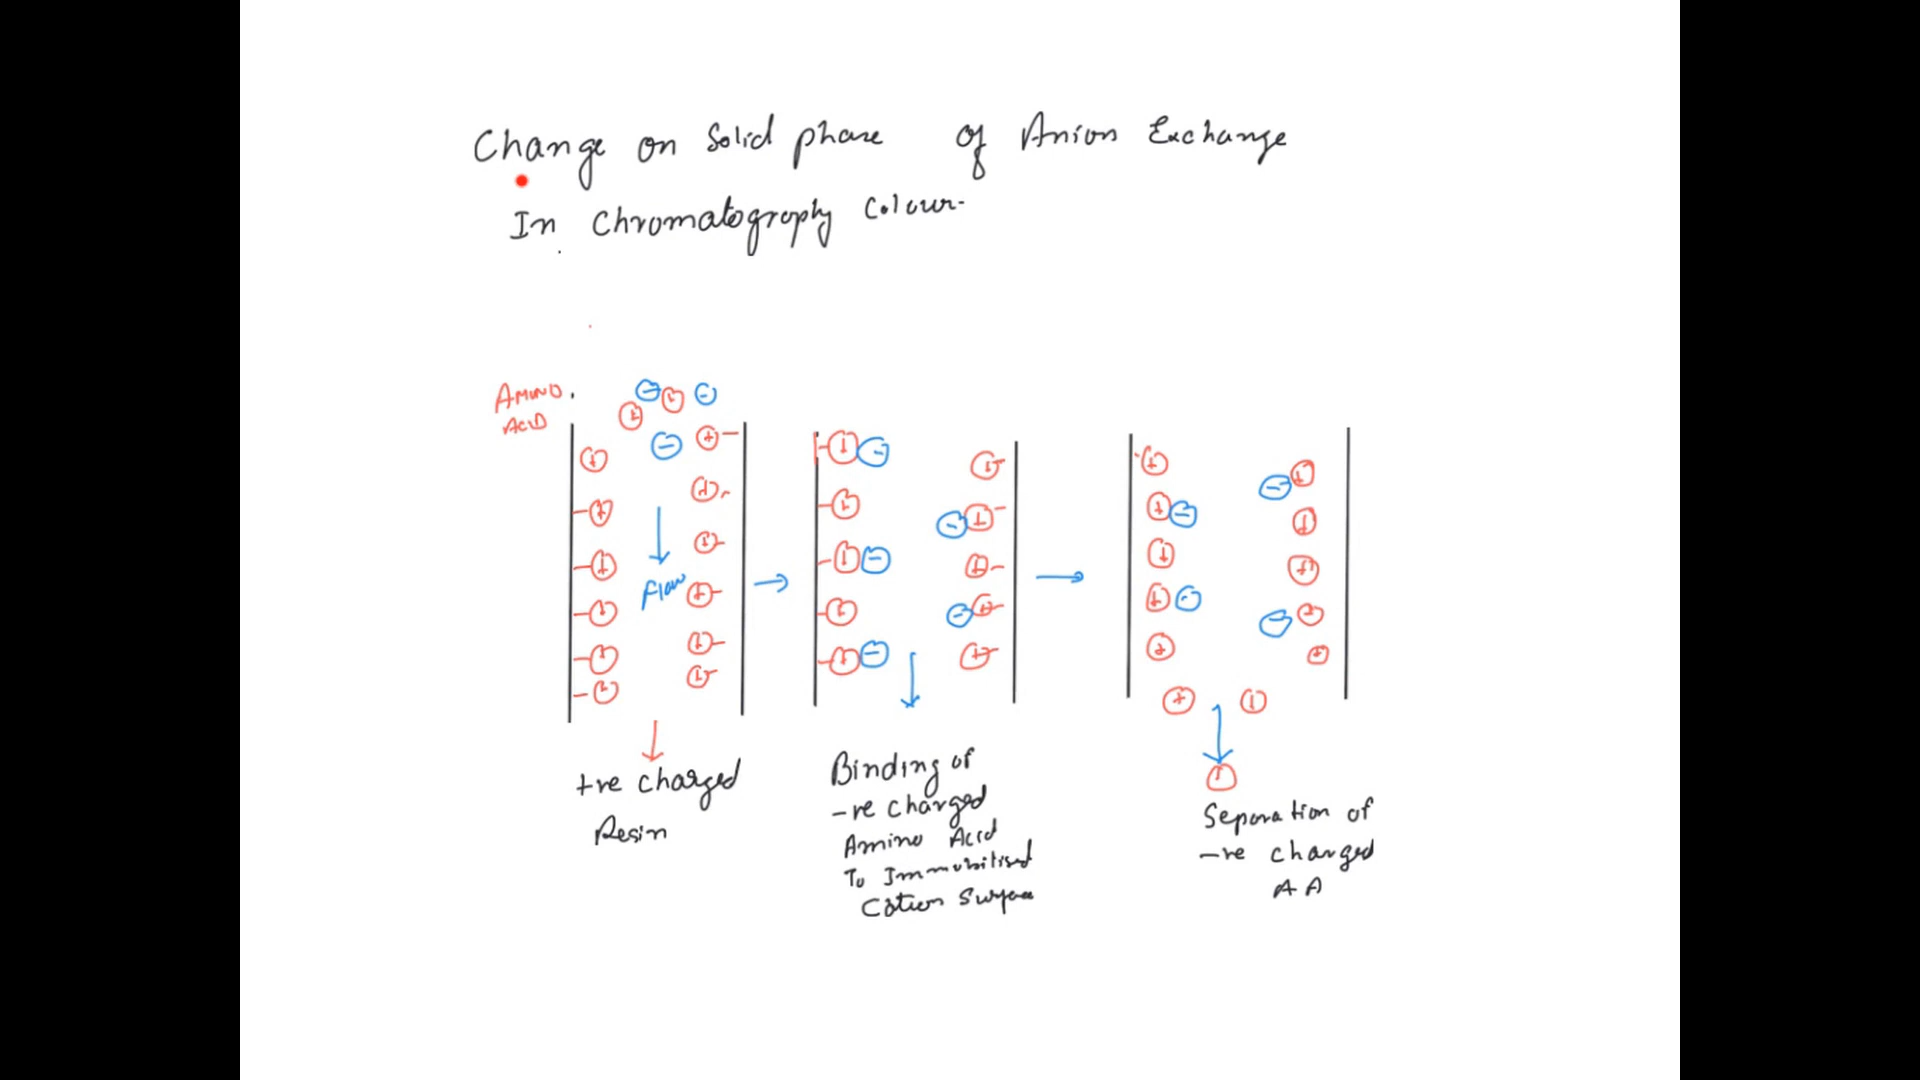 Change on Solid phase of Anion Exchange
In Chromatography Colour.
AMINO
ACID
Flow
+ve charged
Resin
Binding of
-ve charged
Amino Acid
To Immobilised
Cation Surface
Separation of
-ve charged
AA